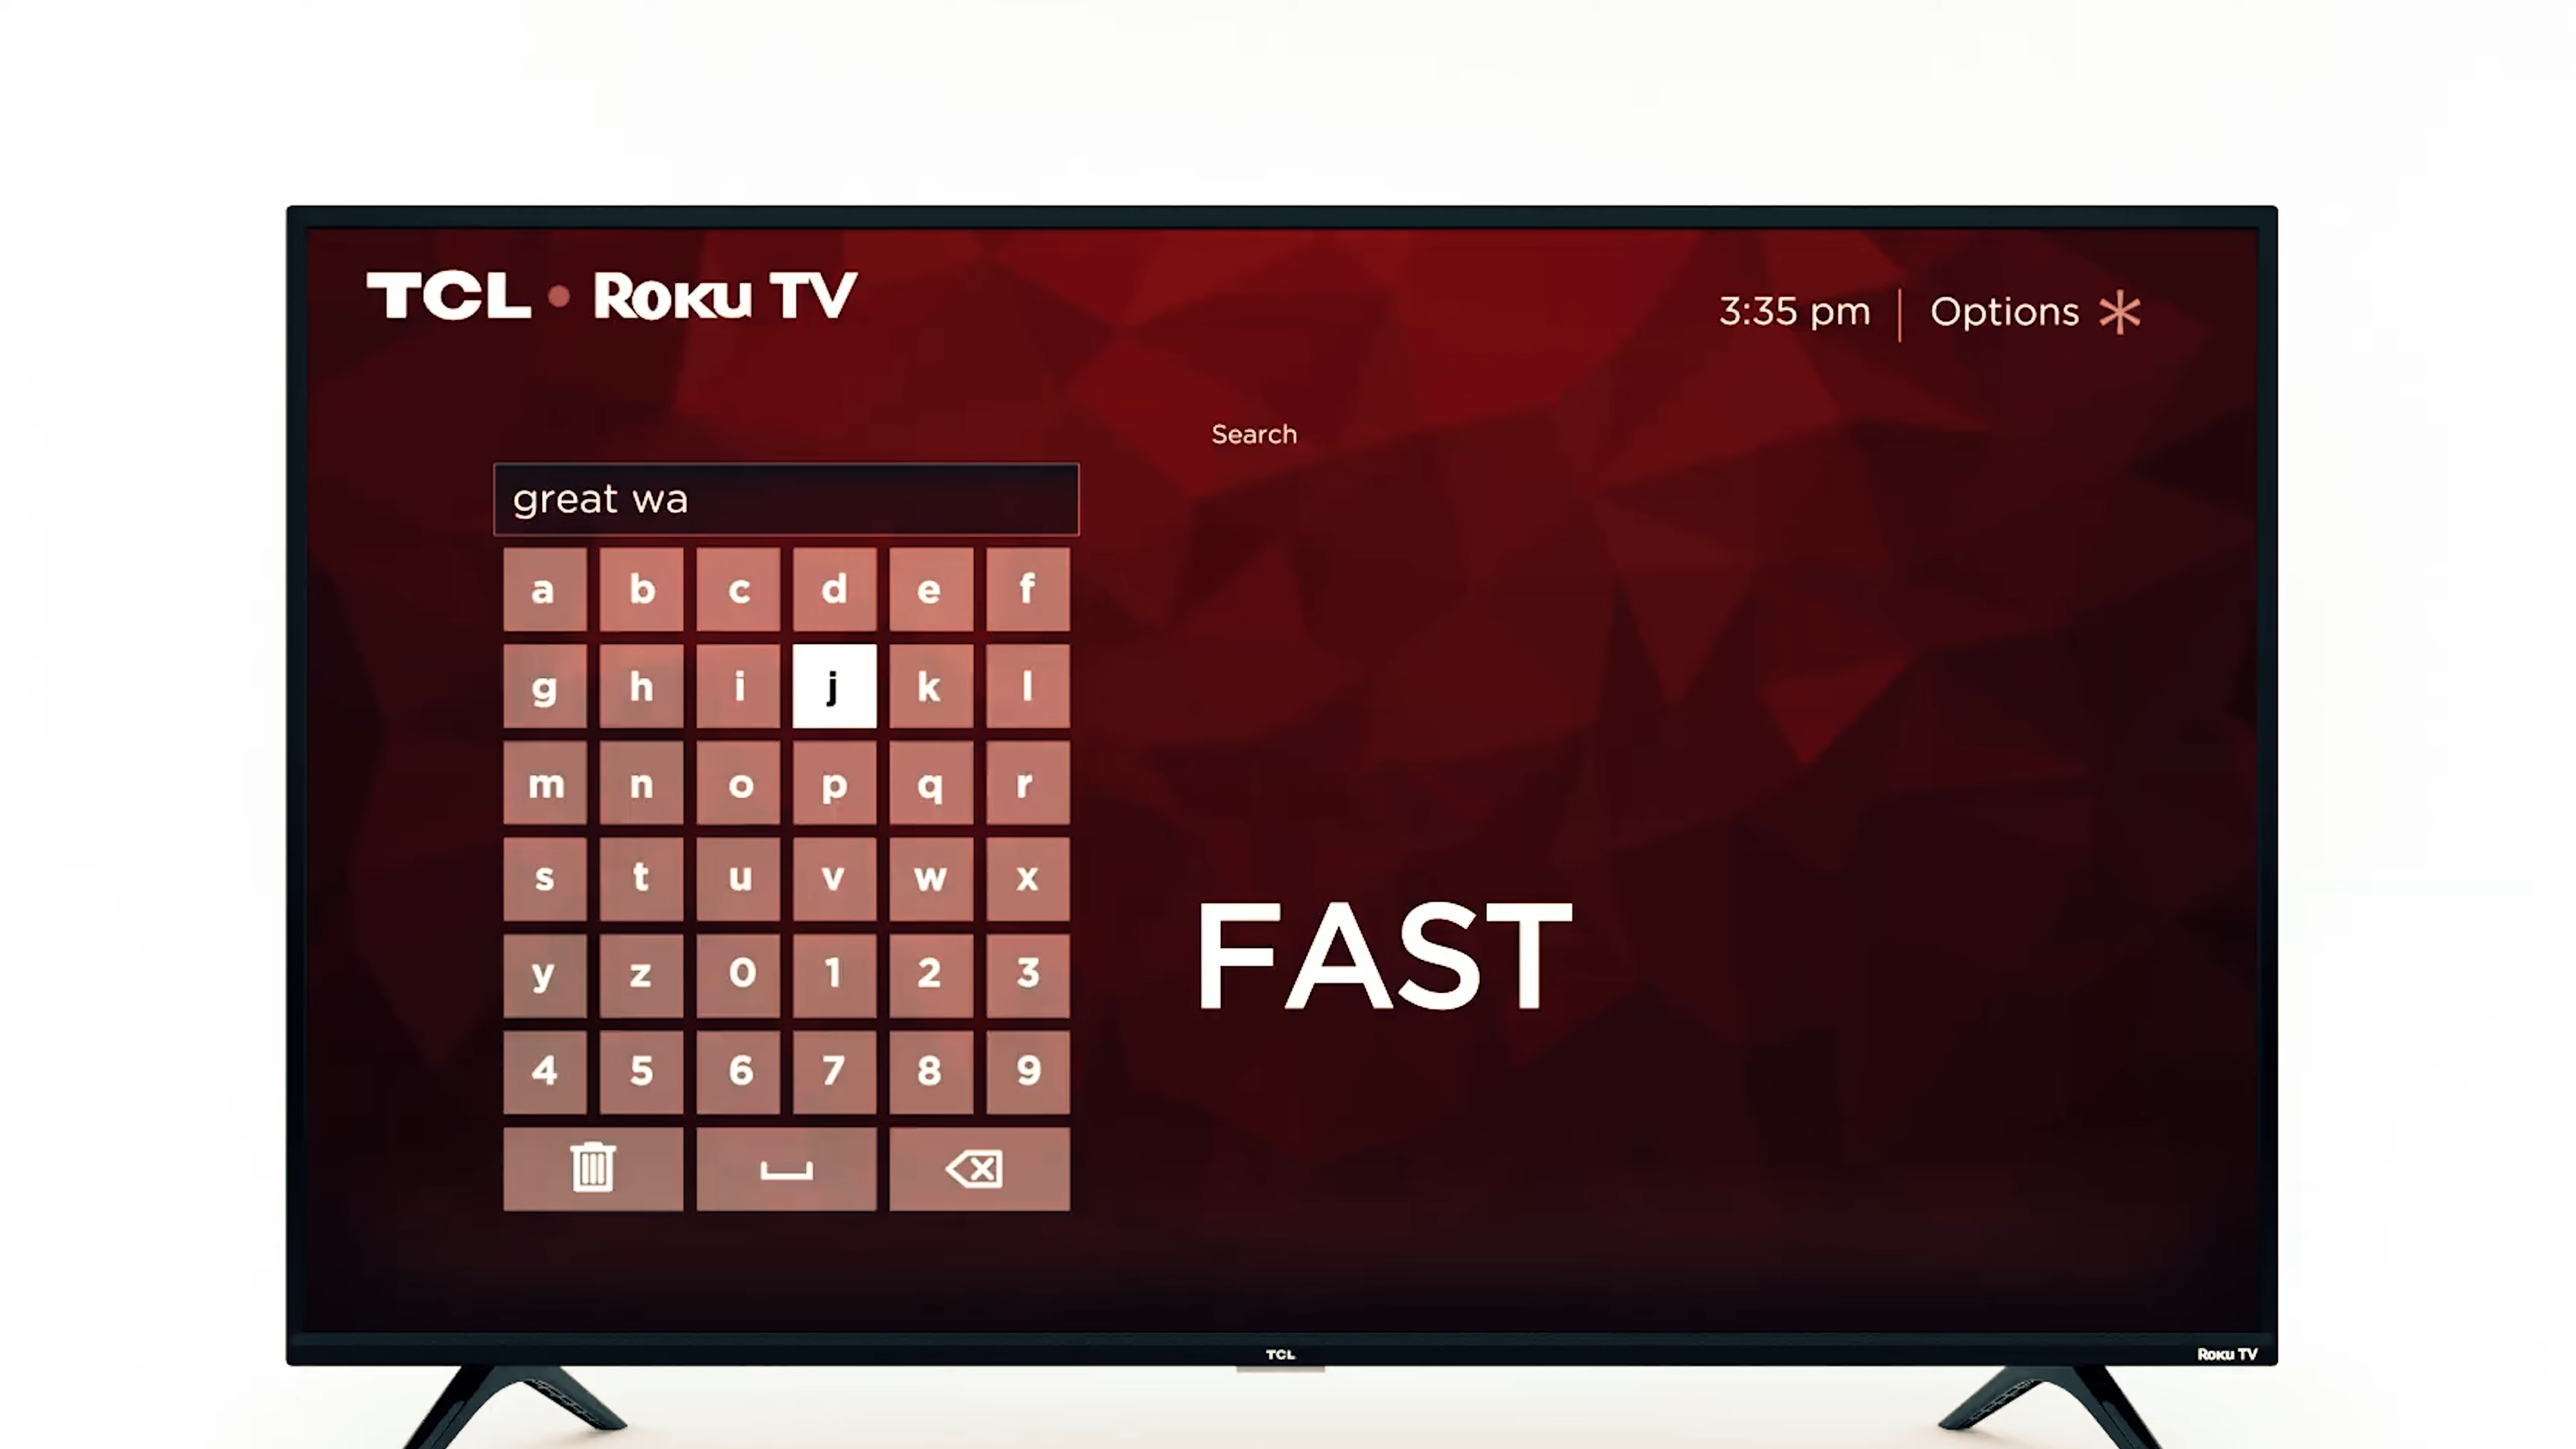 TCL • Roku TV
3:35 pm | Options *
Search
great wa
a b c d e f
g h i j k l
m n o p q r
s t u v w x
y z 0 1 2 3
4 5 6 7 8 9
FAST
TCL
Roku TV